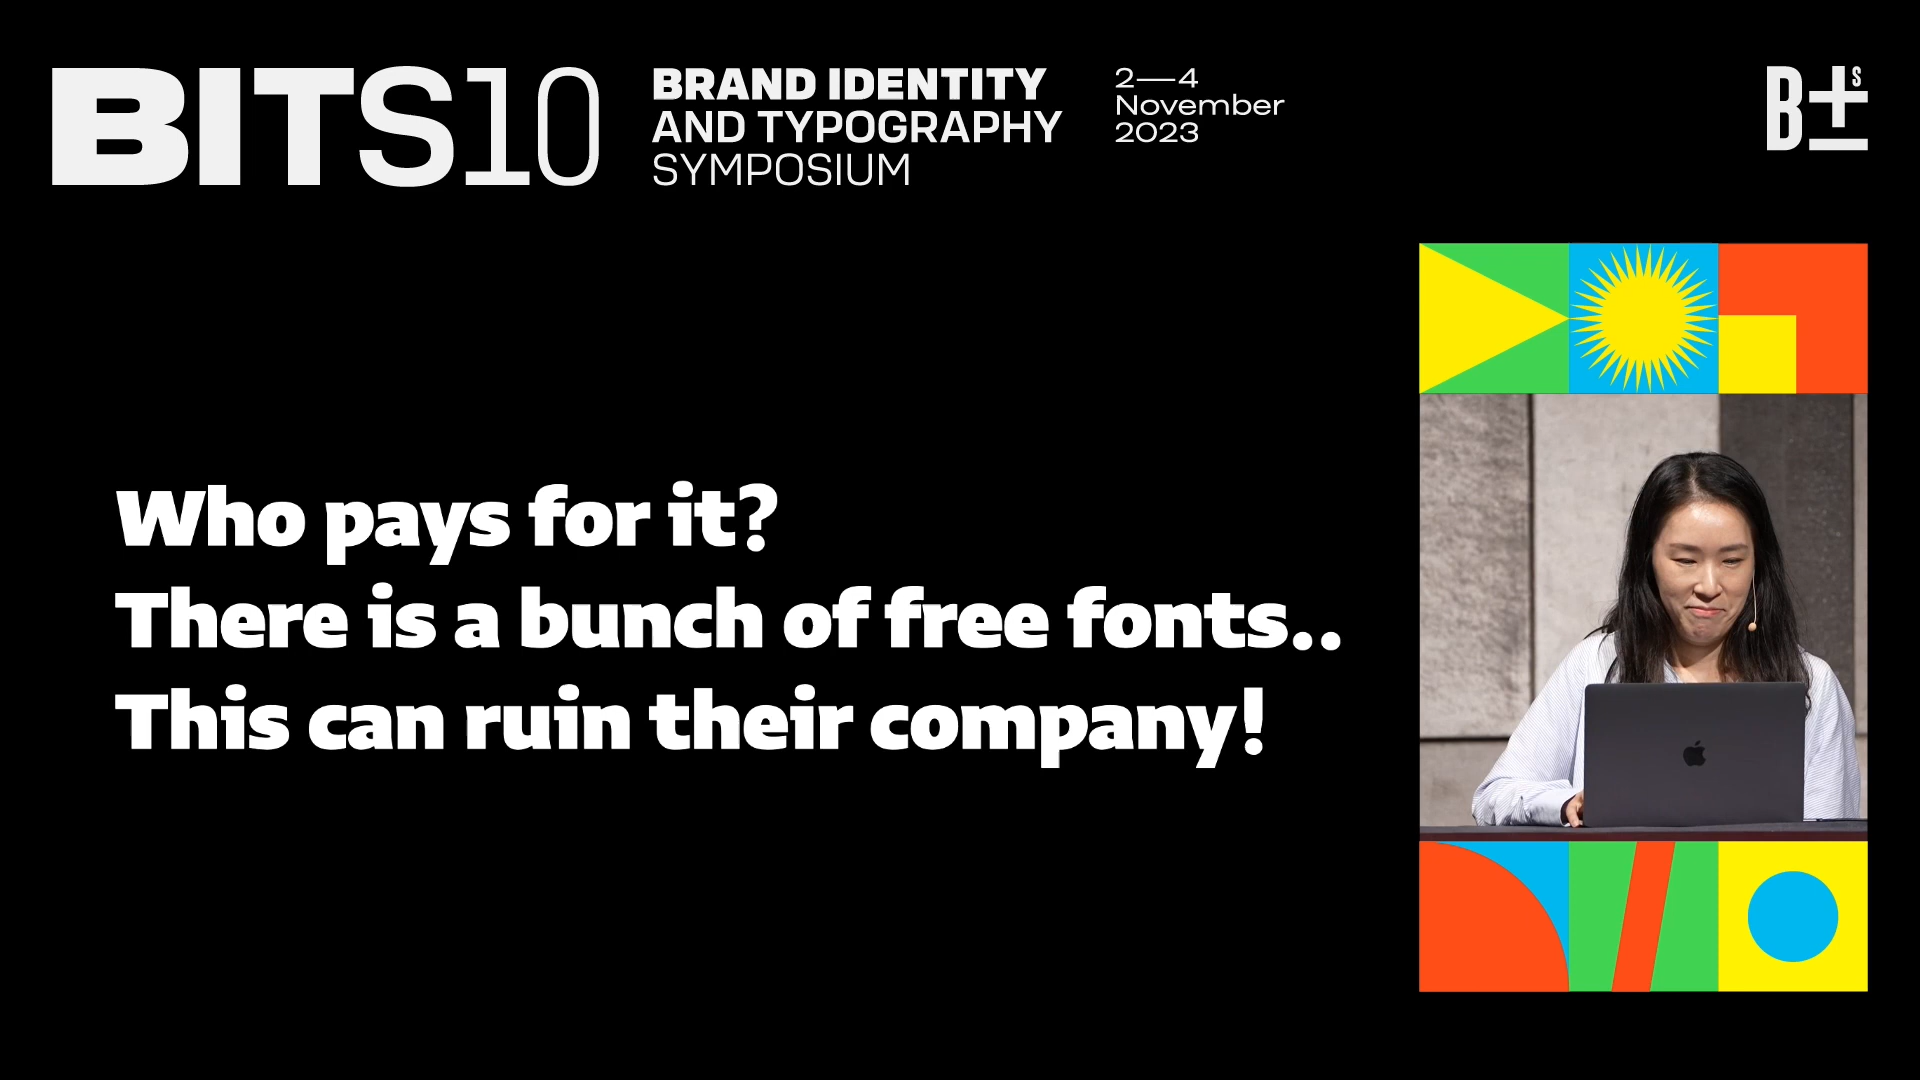 BITS10
BRAND IDENTITY
AND TYPOGRAPHY
SYMPOSIUM
2—4
November
2023
B±s
Who pays for it?
There is a bunch of free fonts..
This can ruin their company!